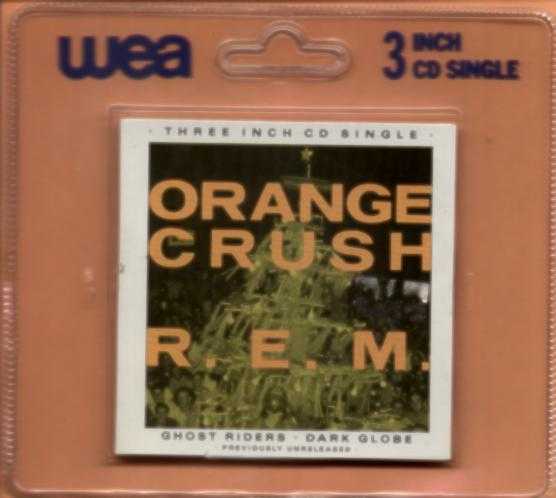 wea
3 INCH
CD SINGLE
· THREE INCH CD SINGLE ·
ORANGE
CRUSH
R. E. M.
GHOST RIDERS · DARK GLOBE
· PREVIOUSLY UNRELEASED ·